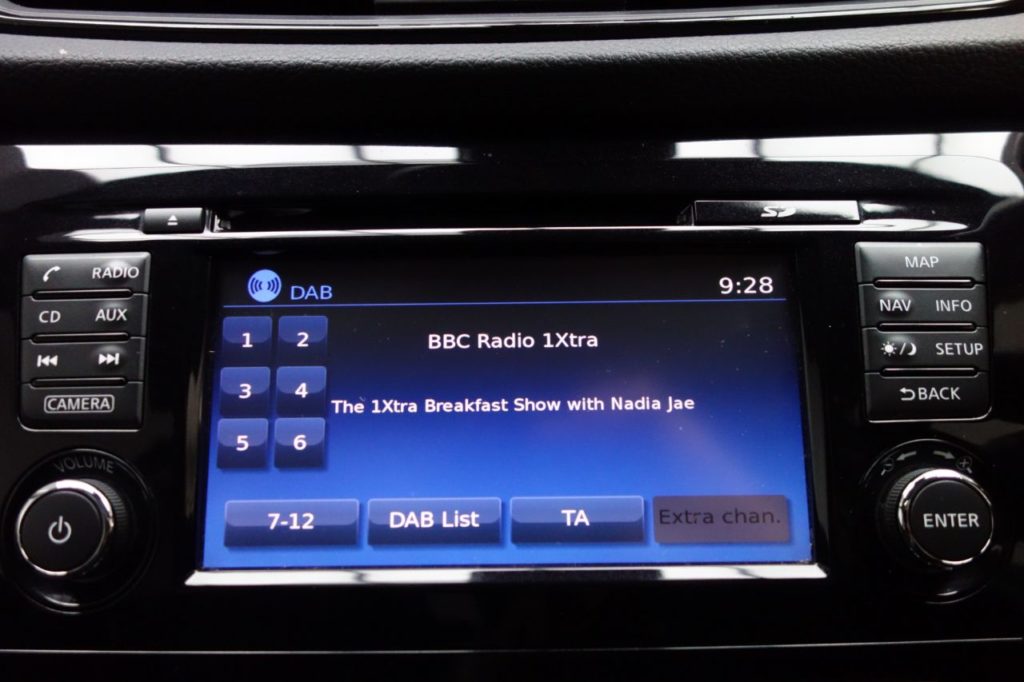 SD
RADIO
CD AUX
CAMERA
VOLUME
DAB
9:28
1 2
BBC Radio 1Xtra
3 4
The 1Xtra Breakfast Show with Nadia Jae
5 6
7-12
DAB List
TA
Extra chan.
MAP
NAV INFO
SETUP
BACK
ENTER